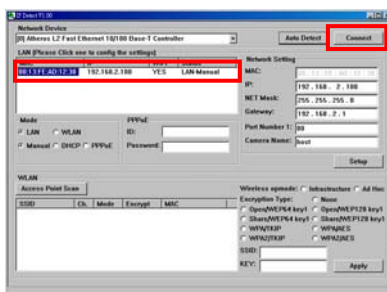 IP Detect V1.00
Network Device
[0] Atheros L2 Fast Ethernet 10/100 Base-T Controller
Auto Detect
Connect
LAN [Please Click one to config the settings]
00:13:FE:AD:12:38 192.168.2.100 YES LAN-Manual
Network Setting
MAC:
IP: 192.168. 2.100
NET Mask: 255.255.255. 0
Gateway: 192.168. 2. 1
Port Number 1: 80
Camera Name: host
Mode
LAN WLAN
Manual DHCP PPPoE
PPPoE
ID:
Password:
Setup
WLAN
Access Point Scan
SSID Ch. Mode Encrypt MAC
Wireless opmode: Infrastructure Ad Hoc
Encryption Type: None
Open/WEP64 key1 Open/WEP128 key1
Share/WEP64 key1 Share/WEP128 key1
WPA/TKIP WPA/AES
WPA2/TKIP WPA2/AES
SSID:
KEY:
Apply